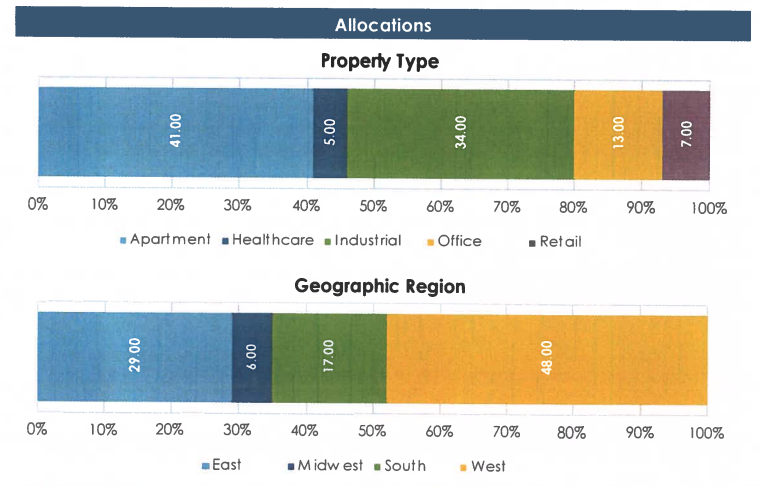 Allocations
Property Type
41.00 5.00 34.00 13.00 7.00
0% 10% 20% 30% 40% 50% 60% 70% 80% 90% 100%
Apartment Healthcare Industrial Office Retail
Geographic Region
29.00 6.00 17.00 48.00
0% 10% 20% 30% 40% 50% 60% 70% 80% 90% 100%
East Midwest South West